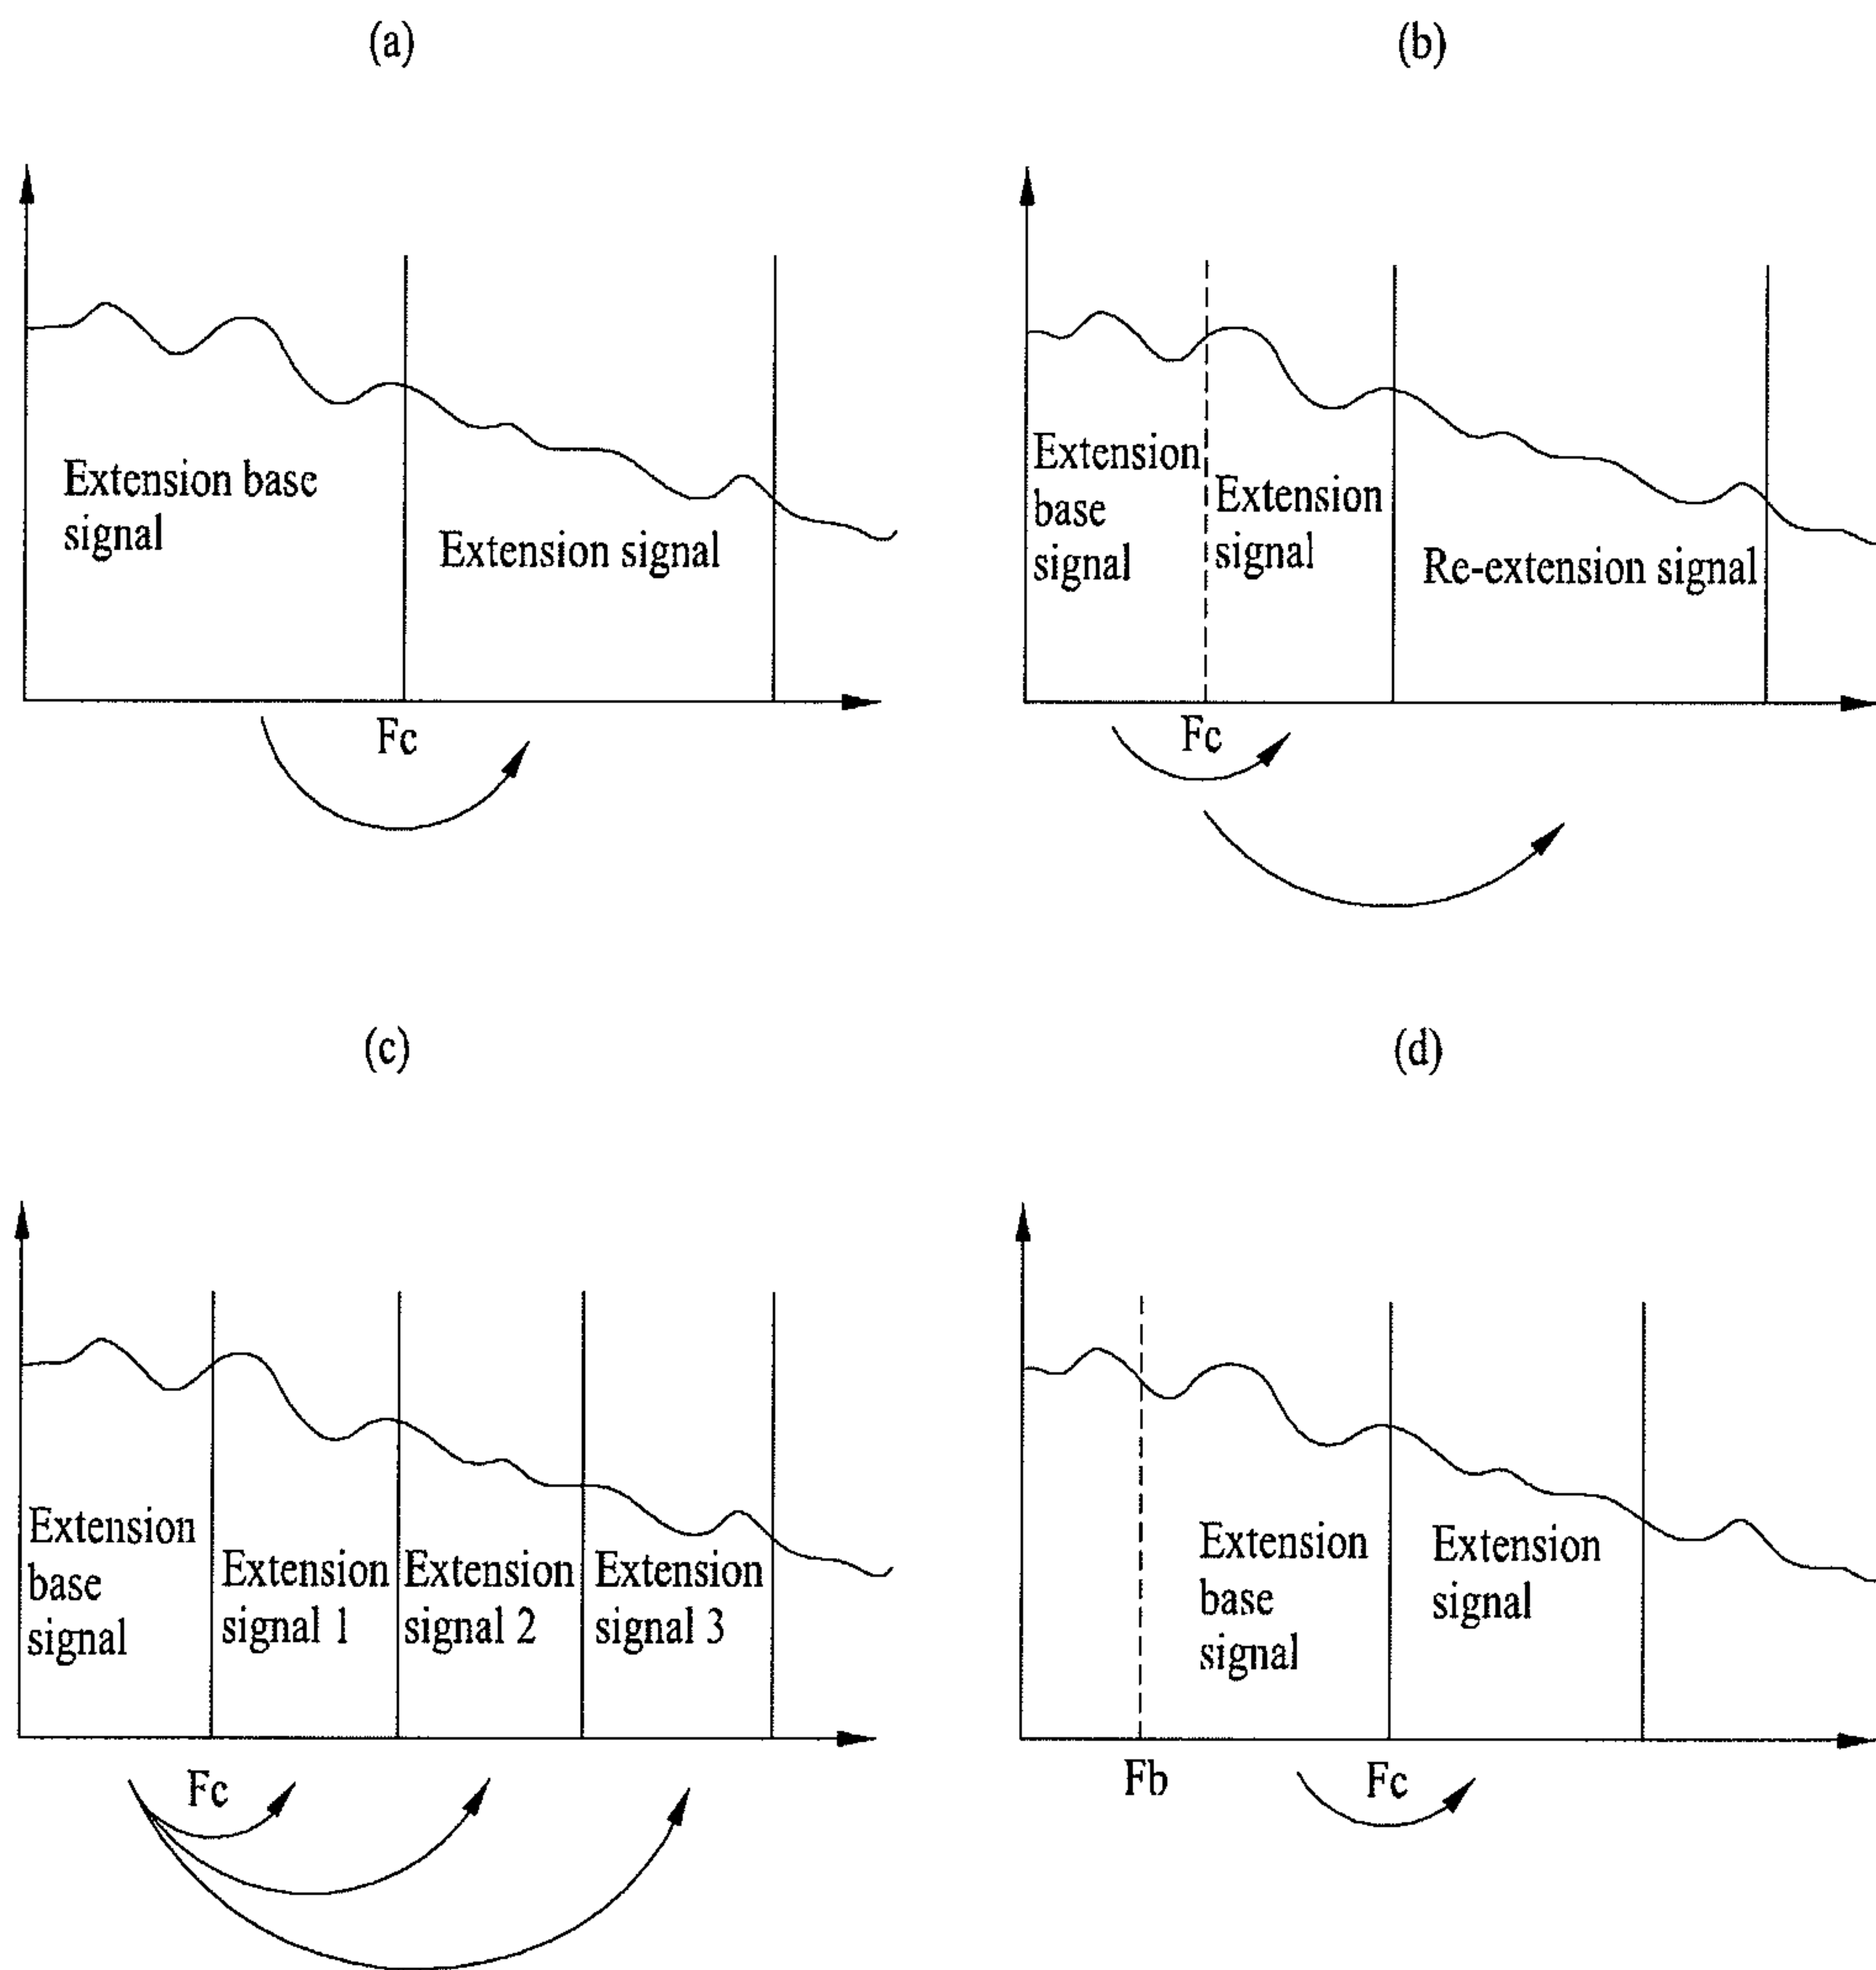 (a)
Extension base
signal
Extension signal
Fc
(b)
Extension
base
signal
Extension
signal
Re-extension signal
Fc
(c)
Extension
base
signal
Extension
signal 1
Extension
signal 2
Extension
signal 3
Fc
(d)
Extension
base
signal
Extension
signal
Fb
Fc